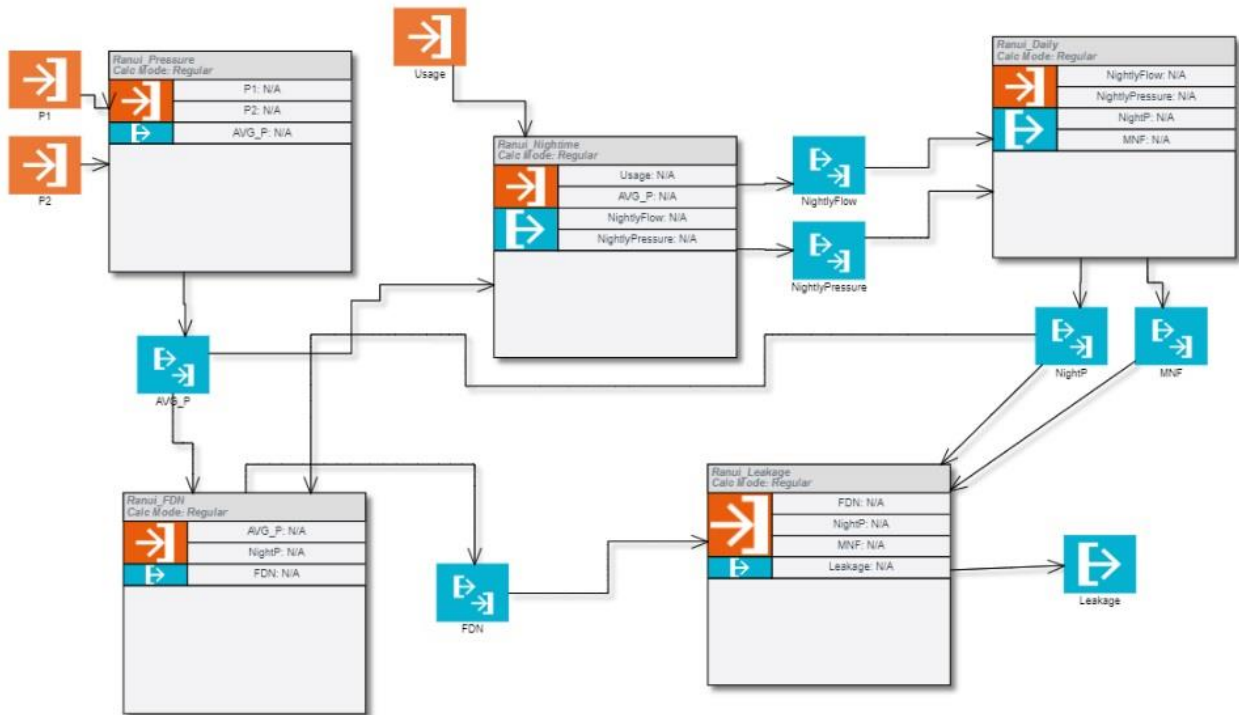 Ranui_Pressure
Calc Mode: Regular
P1: N/A
P2: N/A
AVG_P: N/A
P1
P2
Usage
Ranui_Nightime
Calc Mode: Regular
Usage: N/A
AVG_P: N/A
NightlyFlow: N/A
NightlyPressure: N/A
NightlyFlow
NightlyPressure
Ranui_Daily
Calc Mode: Regular
NightlyFlow: N/A
NightlyPressure: N/A
NightP: N/A
MNF: N/A
AVG_P
NightP
MNF
Ranui_FDN
Calc Mode: Regular
AVG_P: N/A
NightP: N/A
FDN: N/A
FDN
Ranui_Leakage
Calc Mode: Regular
FDN: N/A
NightP: N/A
MNF: N/A
Leakage: N/A
Leakage